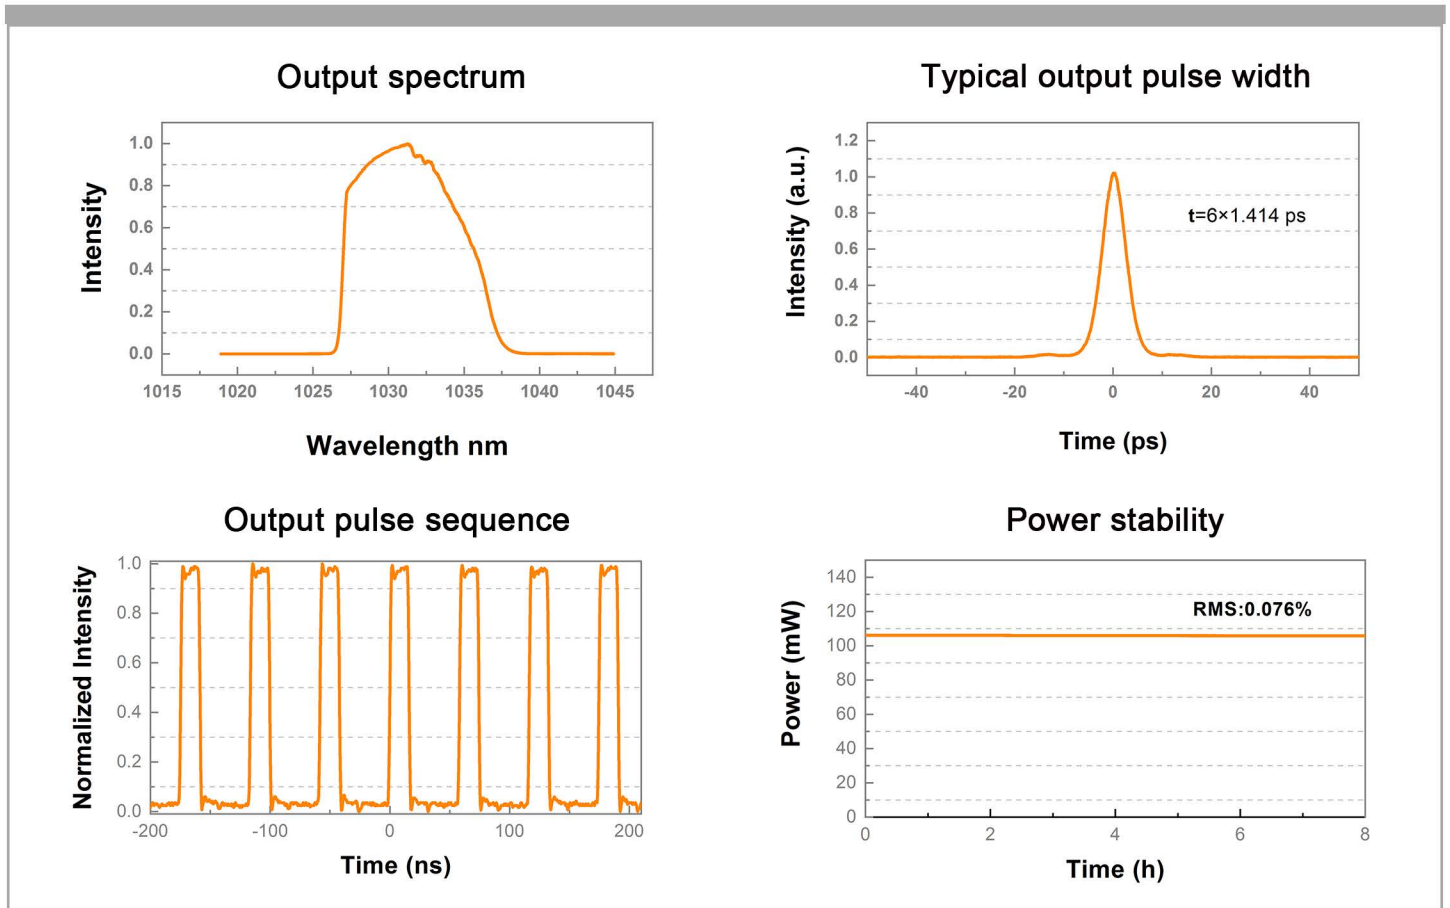 Output spectrum
Intensity
1.0
0.8
0.6
0.4
0.2
0.0
1015 1020 1025 1030 1035 1040 1045
Wavelength nm
Typical output pulse width
Intensity (a.u.)
1.2
1.0
0.8
0.6
0.4
0.2
0.0
t=6×1.414 ps
-40 -20 0 20 40
Time (ps)
Output pulse sequence
Normalized Intensity
1.0
0.8
0.6
0.4
0.2
0.0
-200 -100 0 100 200
Time (ns)
Power stability
Power (mW)
140
120
100
80
60
40
20
0
RMS:0.076%
0 2 4 6 8
Time (h)